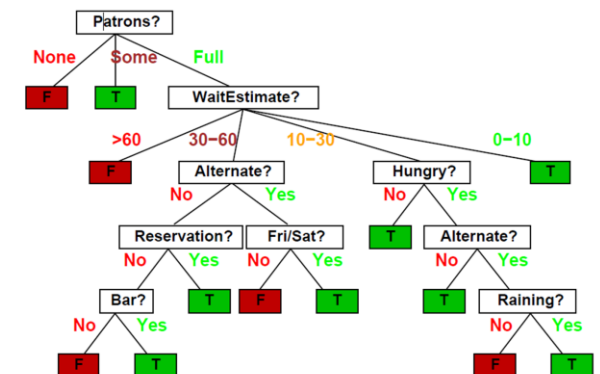 Patrons?
None Some Full
F T WaitEstimate?
>60 30−60 10−30 0−10
F Alternate? Hungry? T
No Yes No Yes
Reservation? Fri/Sat? T Alternate?
No Yes No Yes No Yes
Bar? T F T T Raining?
No Yes No Yes
F T F T